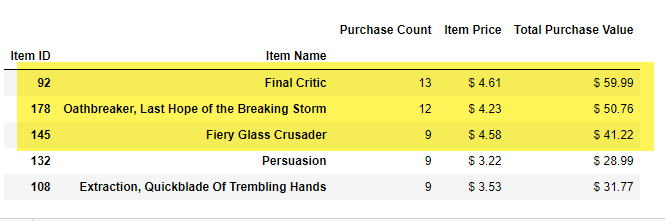 Purchase Count Item Price Total Purchase Value
Item ID Item Name
92 Final Critic 13 $ 4.61 $ 59.99
178 Oathbreaker, Last Hope of the Breaking Storm 12 $ 4.23 $ 50.76
145 Fiery Glass Crusader 9 $ 4.58 $ 41.22
132 Persuasion 9 $ 3.22 $ 28.99
108 Extraction, Quickblade Of Trembling Hands 9 $ 3.53 $ 31.77